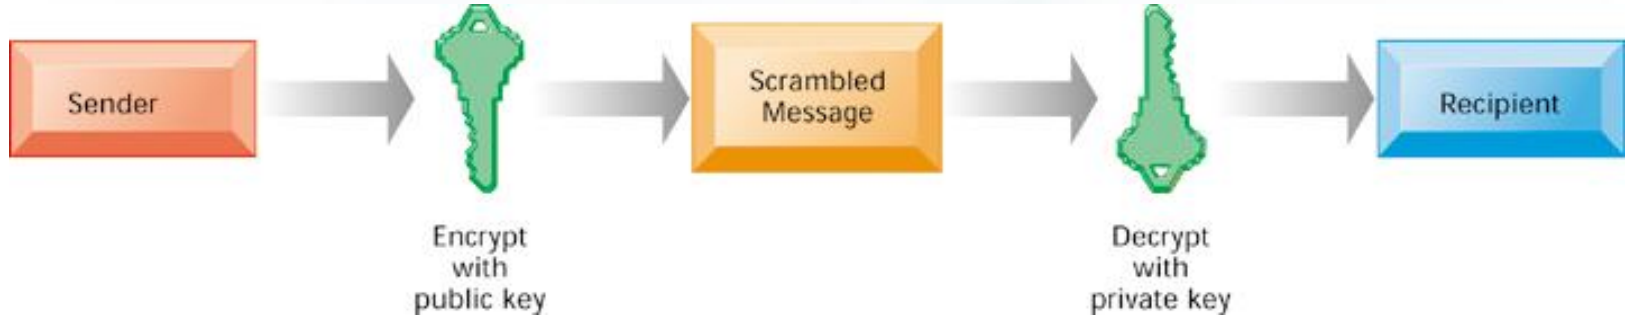 Sender
Encrypt
with
public key
Scrambled
Message
Decrypt
with
private key
Recipient